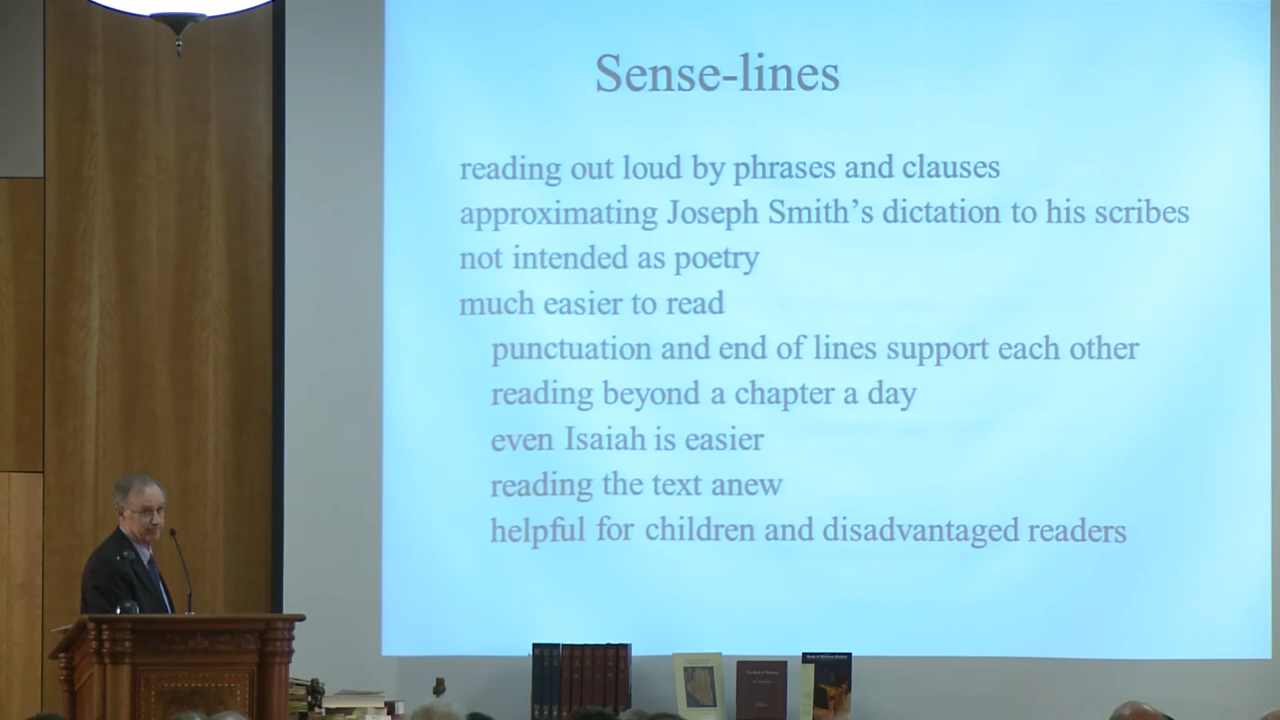 Sense-lines
reading out loud by phrases and clauses
approximating Joseph Smith’s dictation to his scribes
not intended as poetry
much easier to read
punctuation and end of lines support each other
reading beyond a chapter a day
even Isaiah is easier
reading the text anew
helpful for children and disadvantaged readers